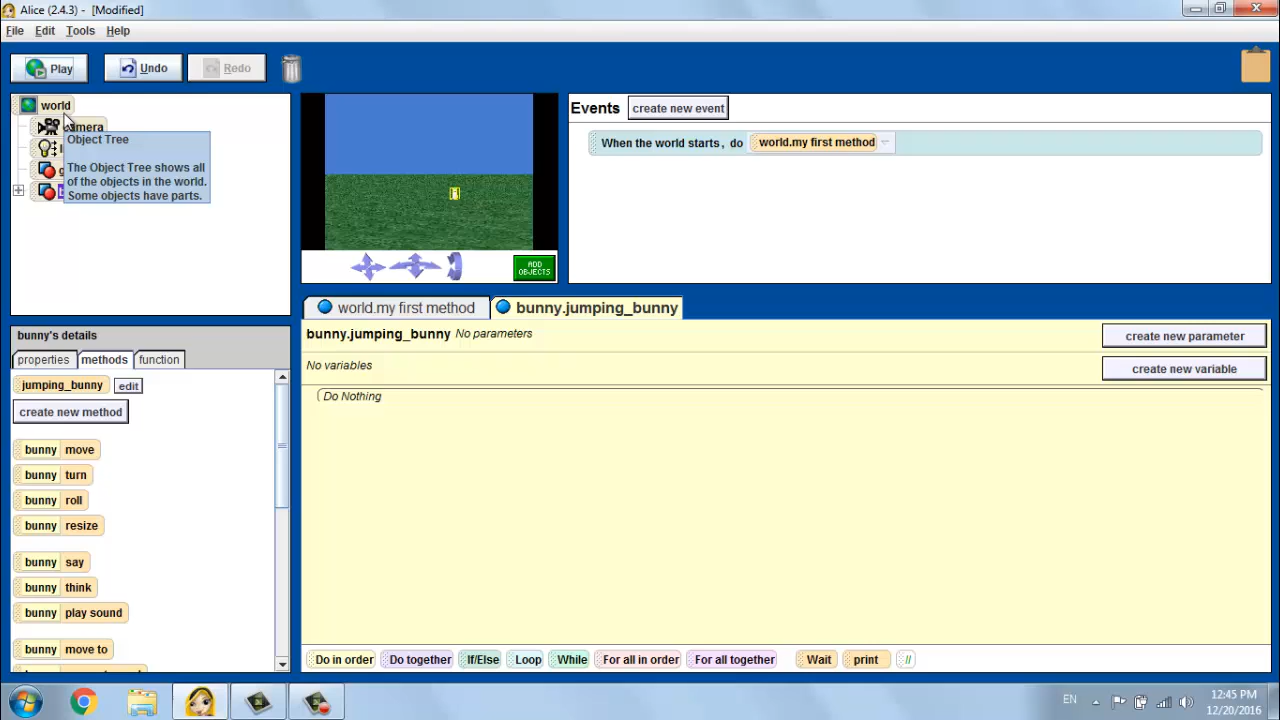 Alice (2.4.3) - [Modified]
File Edit Tools Help
Play Undo Redo
world
camera
Object Tree
The Object Tree shows all
of the objects in the world.
Some objects have parts.
ADD
OBJECTS
Events create new event
When the world starts, do world.my first method
bunny's details
properties methods function
jumping_bunny edit
create new method
bunny move
bunny turn
bunny roll
bunny resize
bunny say
bunny think
bunny play sound
bunny move to
world.my first method bunny.jumping_bunny
bunny.jumping_bunny No parameters create new parameter
No variables create new variable
Do Nothing
Do in order Do together If/Else Loop While For all in order For all together Wait print //
EN
12:45 PM
12/20/2016